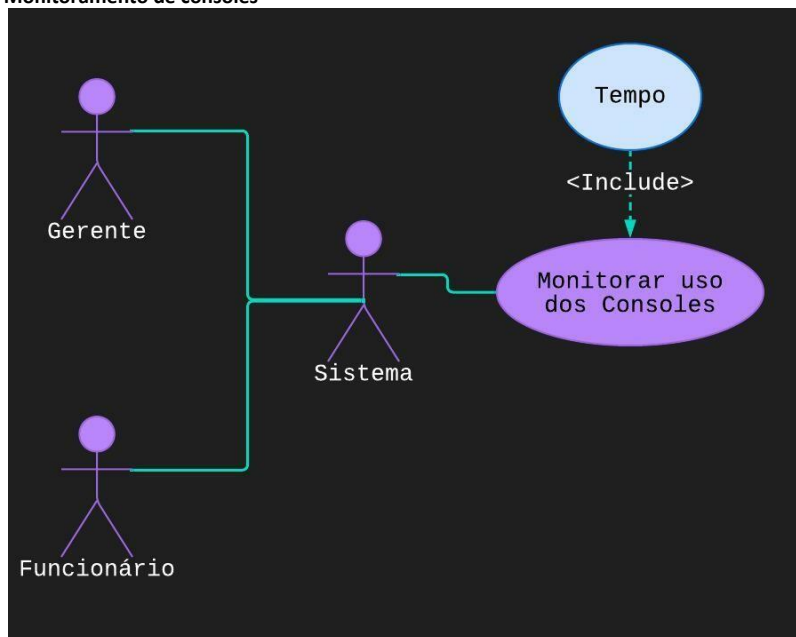 Monitoramento de consoles
Tempo
<Include>
Gerente
Monitorar uso
dos Consoles
Sistema
Funcionário